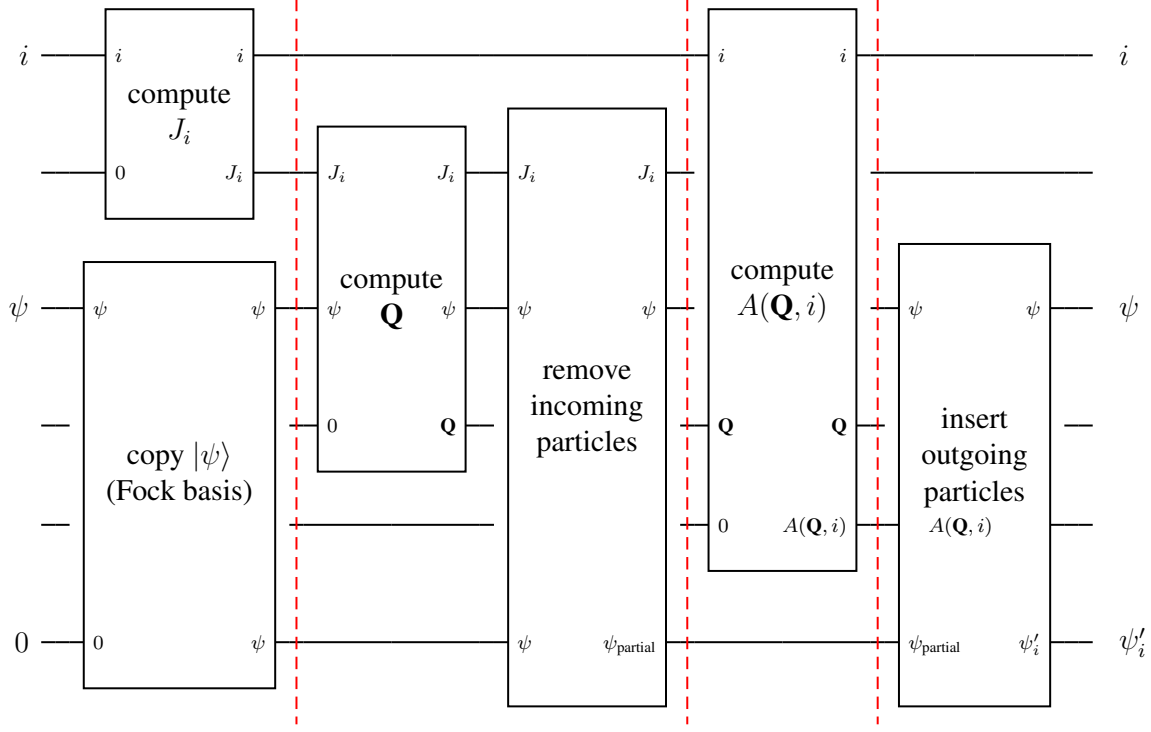 i
i
i
i
i
i
compute
J_i
0
J_i
J_i
J_i
J_i
J_i
compute
Q
ψ
ψ
ψ
ψ
ψ
ψ
ψ
ψ
ψ
ψ
0
Q
Q
Q
copy |ψ⟩
(Fock basis)
remove
incoming
particles
compute
A(Q, i)
insert
outgoing
particles
0
A(Q, i)
A(Q, i)
0
0
ψ
ψ
ψ_partial
ψ_partial
ψ′_i
ψ′_i